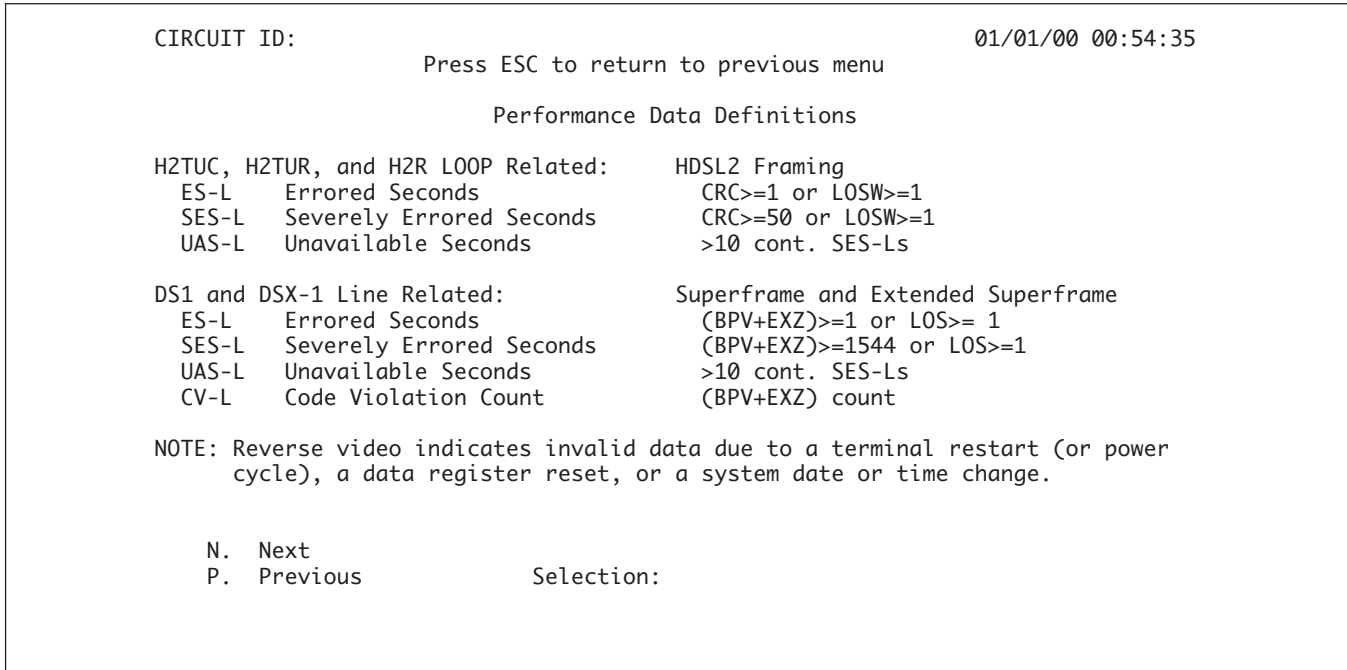 CIRCUIT ID: 01/01/00 00:54:35
Press ESC to return to previous menu
Performance Data Definitions
H2TUC, H2TUR, and H2R LOOP Related: HDSL2 Framing
ES-L Errored Seconds CRC>=1 or LOSW>=1
SES-L Severely Errored Seconds CRC>=50 or LOSW>=1
UAS-L Unavailable Seconds >10 cont. SES-Ls
DS1 and DSX-1 Line Related: Superframe and Extended Superframe
ES-L Errored Seconds (BPV+EXZ)>=1 or LOS>= 1
SES-L Severely Errored Seconds (BPV+EXZ)>=1544 or LOS>=1
UAS-L Unavailable Seconds >10 cont. SES-Ls
CV-L Code Violation Count (BPV+EXZ) count
NOTE: Reverse video indicates invalid data due to a terminal restart (or power
cycle), a data register reset, or a system date or time change.
N. Next
P. Previous Selection: